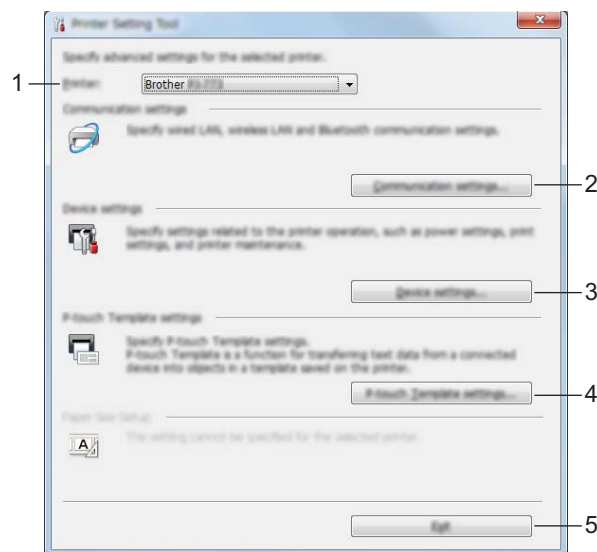 Printer Setting Tool
Specify advanced settings for the selected printer.
1
Printer:
Brother
Communication settings
Specify wired LAN, wireless LAN and Bluetooth communication settings.
Communication settings...
2
Device settings
Specify settings related to the printer operation, such as power settings, print
settings, and printer maintenance.
Device settings...
3
P-touch Template settings
Specify P-touch Template settings.
P-touch Template is a function for transferring text data from a connected
device into objects in a template saved on the printer.
P-touch Template settings...
4
Paper Size Setup
A
The setting cannot be specified for the selected printer.
Exit
5